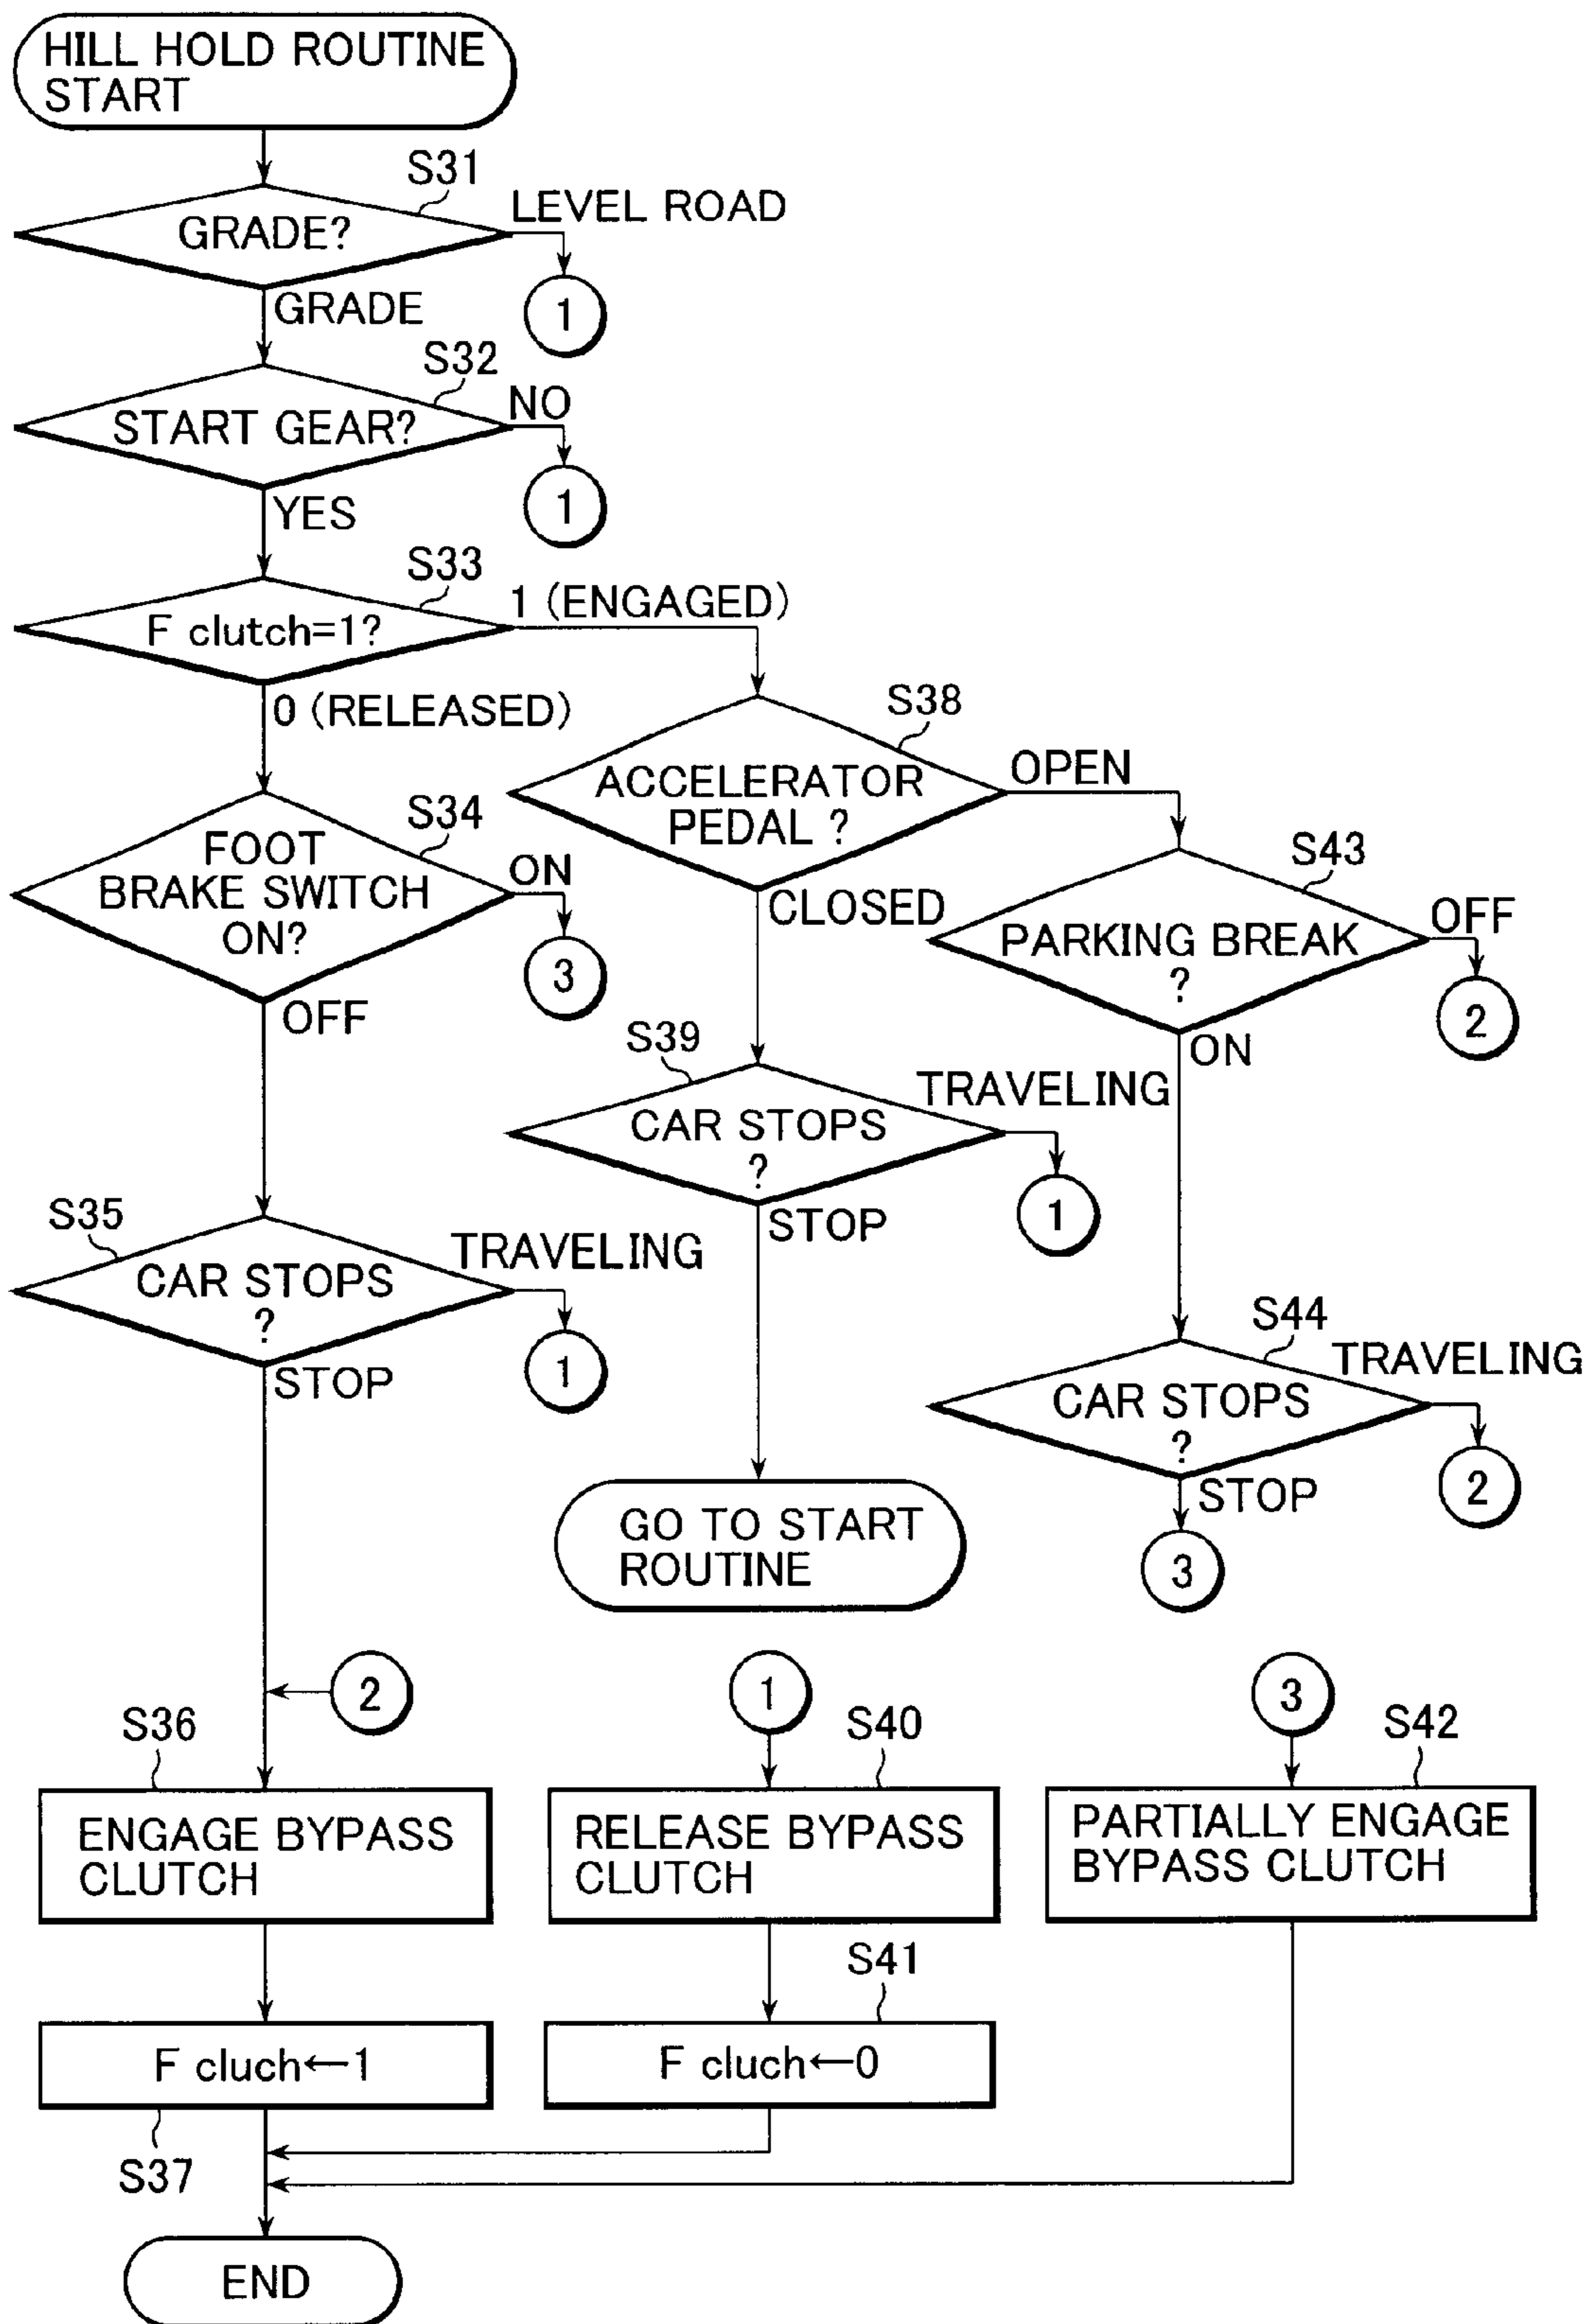 HILL HOLD ROUTINE
START
S31
GRADE?
LEVEL ROAD
1
GRADE
S32
START GEAR?
NO
1
YES
S33
F clutch=1?
1 (ENGAGED)
0 (RELEASED)
S38
ACCELERATOR
PEDAL ?
OPEN
CLOSED
S34
FOOT
BRAKE SWITCH
ON?
ON
3
OFF
S43
PARKING BREAK
?
OFF
2
ON
S39
CAR STOPS
?
TRAVELING
1
STOP
S35
CAR STOPS
?
TRAVELING
1
STOP
S44
CAR STOPS
?
TRAVELING
2
STOP
3
GO TO START
ROUTINE
2
1
3
S36
ENGAGE BYPASS
CLUTCH
S40
RELEASE BYPASS
CLUTCH
S42
PARTIALLY ENGAGE
BYPASS CLUTCH
F cluch←1
S37
S41
F cluch←0
END